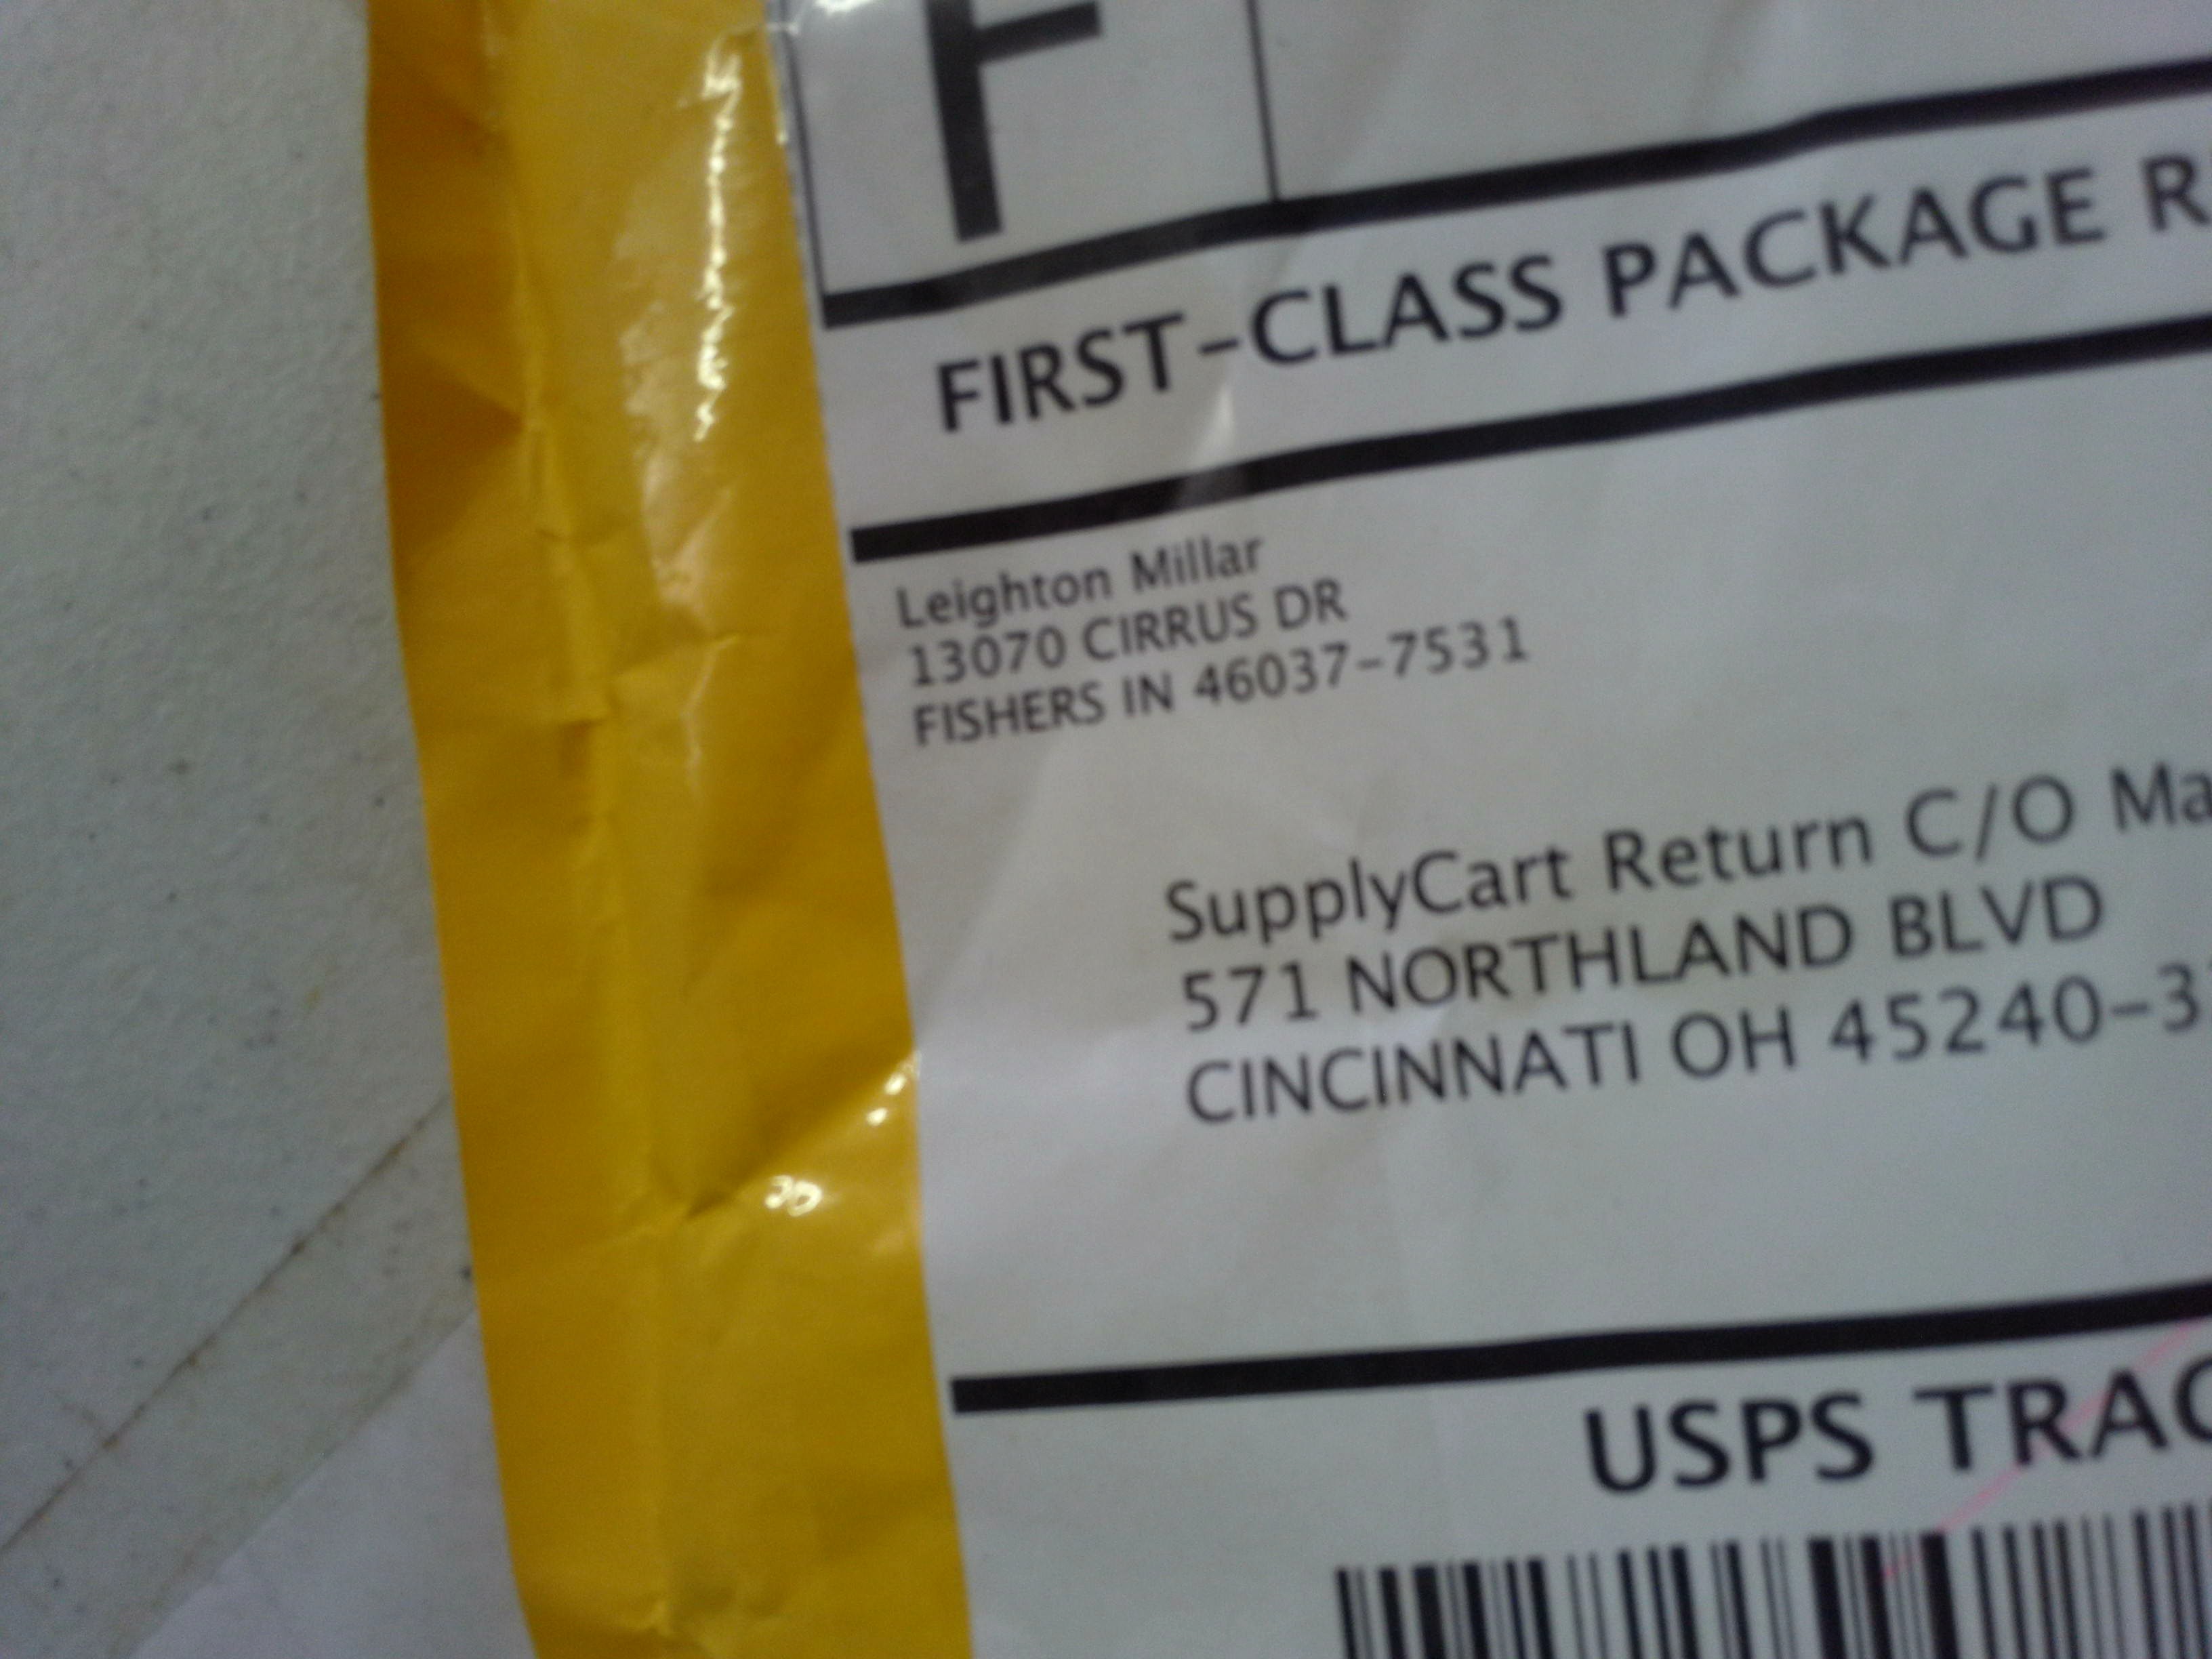 F
FIRST-CLASS PACKAGE R
Leighton Millar
13070 CIRRUS DR
FISHERS IN 46037-7531
SupplyCart Return C/O Ma
571 NORTHLAND BLVD
CINCINNATI OH 45240-3
USPS TRAC